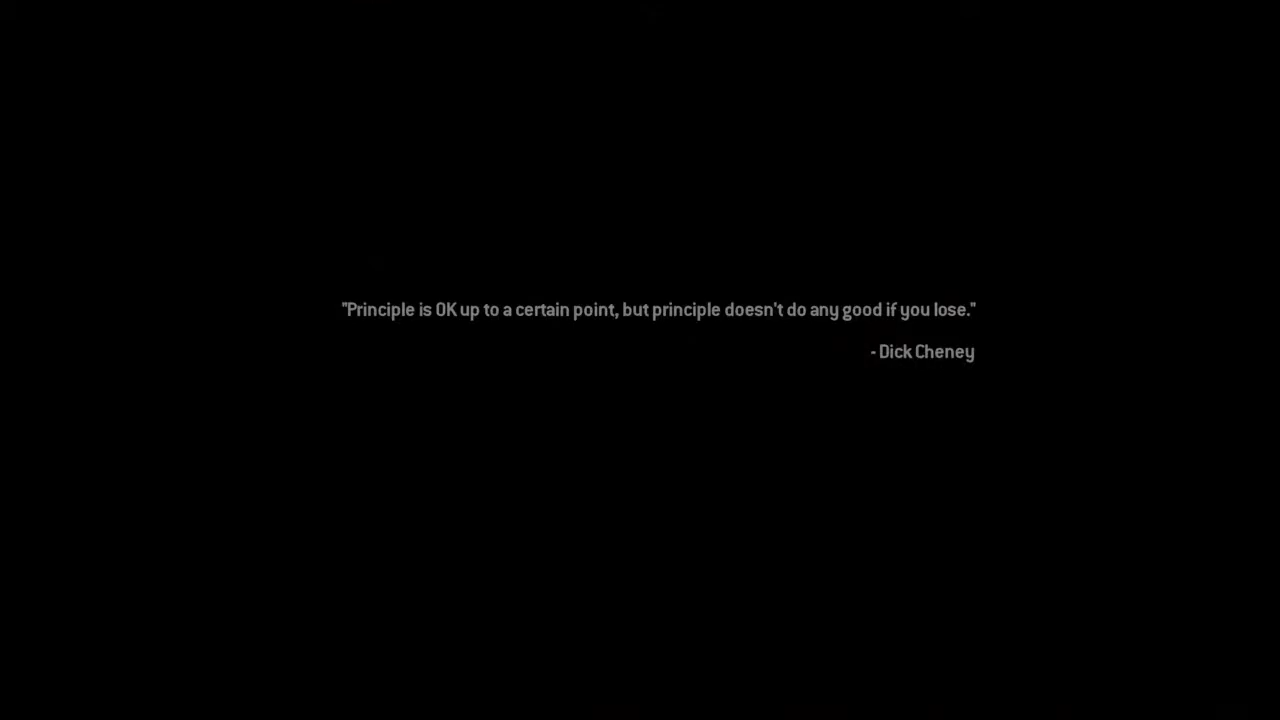 "Principle is OK up to a certain point, but principle doesn't do any good if you lose."
- Dick Cheney